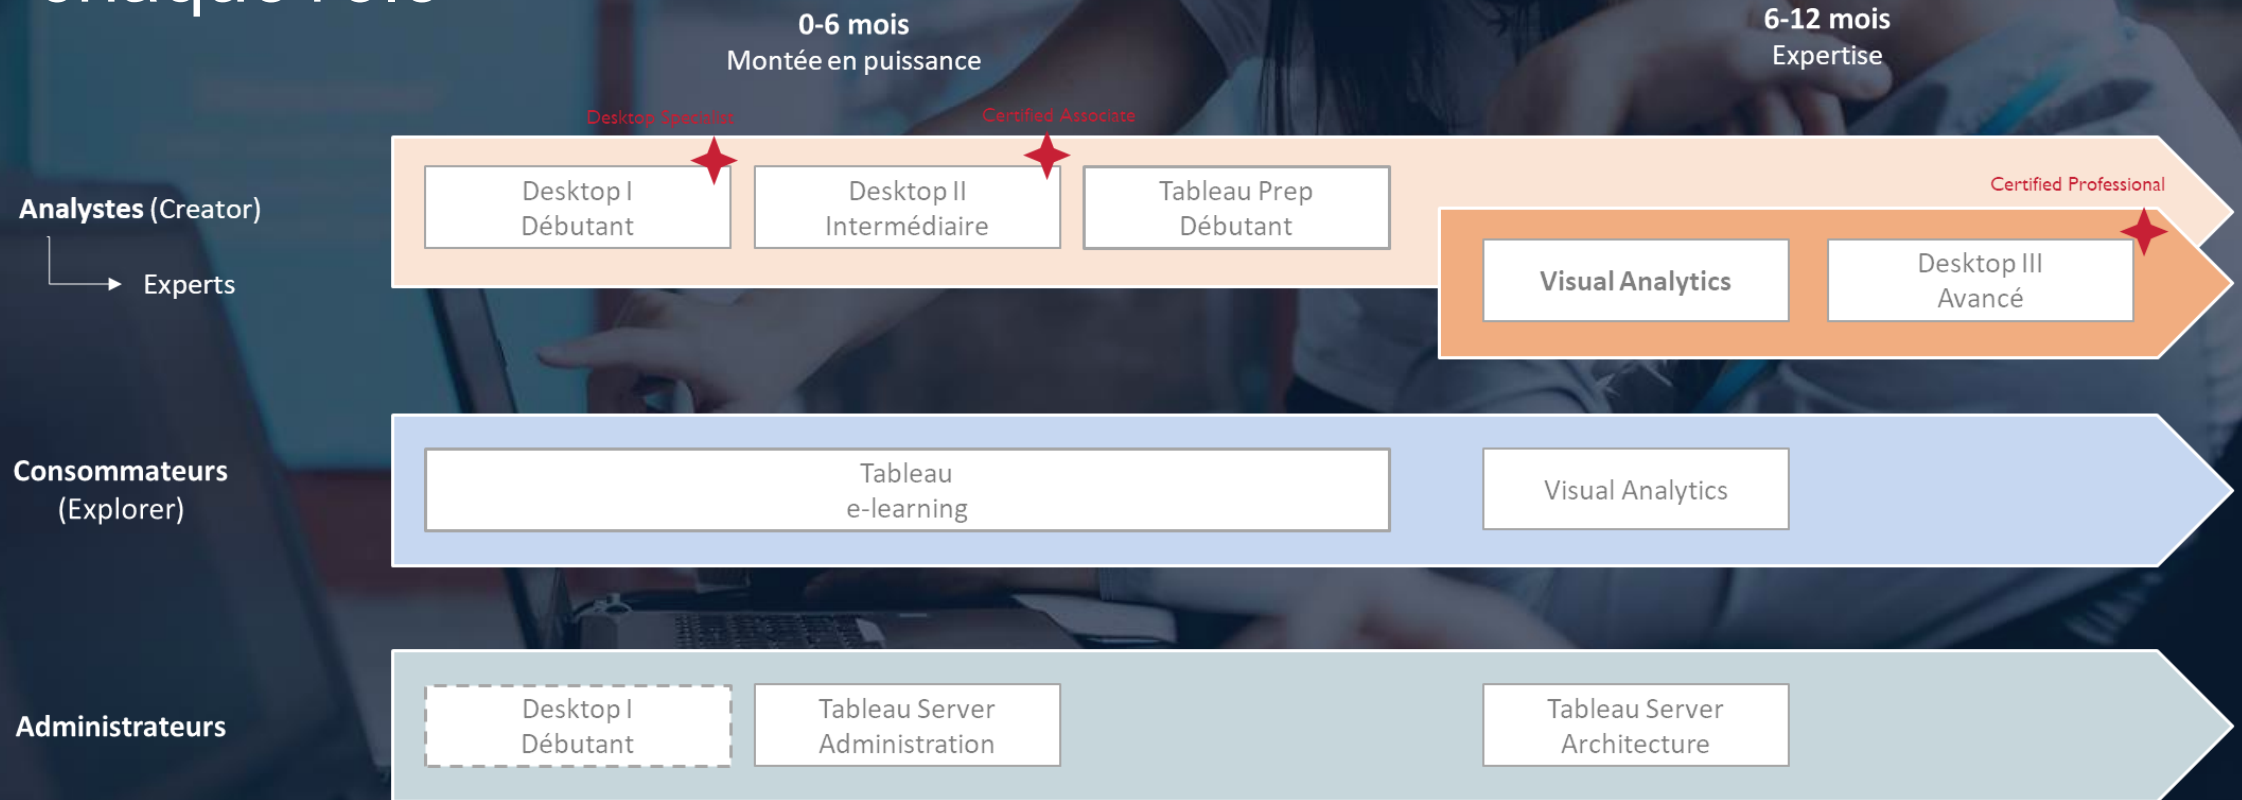 chaque rôle
0-6 mois
Montée en puissance
6-12 mois
Expertise
Desktop Specialist
Certified Associate
Certified Professional
Analystes (Creator)
Experts
Desktop I
Débutant
Desktop II
Intermédiaire
Tableau Prep
Débutant
Visual Analytics
Desktop III
Avancé
Consommateurs
(Explorer)
Tableau
e-learning
Visual Analytics
Administrateurs
Desktop I
Débutant
Tableau Server
Administration
Tableau Server
Architecture